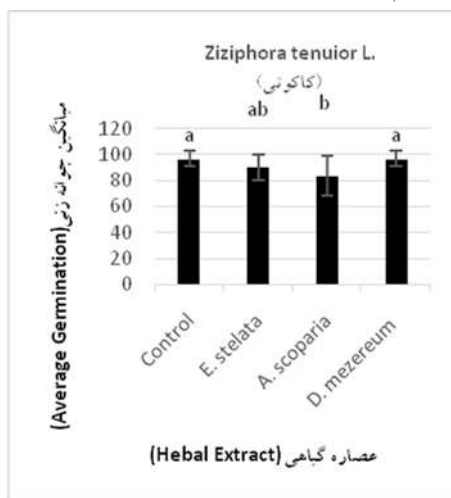 Ziziphora tenuior L.
(کاکوتی)
میانگین جوانه زنی (Average Germination)
120
100
80
60
40
20
0
a
ab
b
a
Control
E. stelata
A. scoparia
D. mezereum
عصاره گیاهی (Hebal Extract)